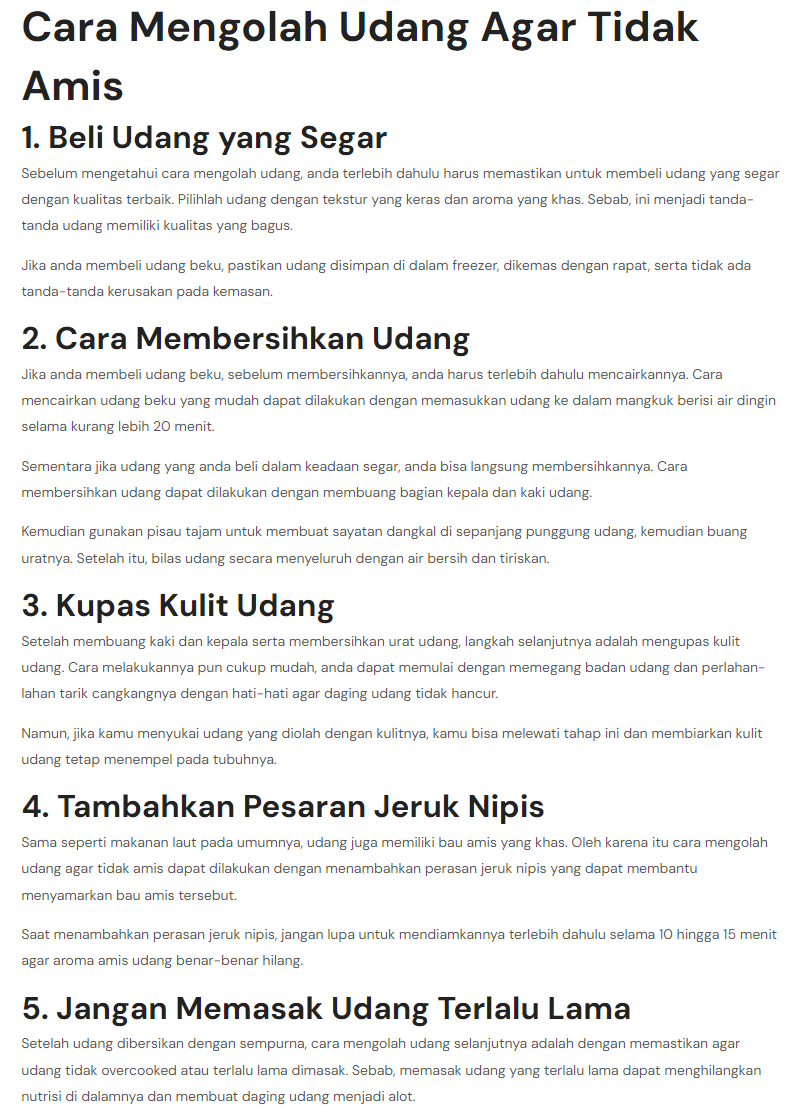 Cara Mengolah Udang Agar Tidak
Amis
1. Beli Udang yang Segar
Sebelum mengetahui cara mengolah udang, anda terlebih dahulu harus memastikan untuk membeli udang yang segar
dengan kualitas terbaik. Pilihlah udang dengan tekstur yang keras dan aroma yang khas. Sebab, ini menjadi tanda-
tanda udang memiliki kualitas yang bagus.
Jika anda membeli udang beku, pastikan udang disimpan di dalam freezer, dikemas dengan rapat, serta tidak ada
tanda-tanda kerusakan pada kemasan.
2. Cara Membersihkan Udang
Jika anda membeli udang beku, sebelum membersihkannya, anda harus terlebih dahulu mencairkannya. Cara
mencairkan udang beku yang mudah dapat dilakukan dengan memasukkan udang ke dalam mangkuk berisi air dingin
selama kurang lebih 20 menit.
Sementara jika udang yang anda beli dalam keadaan segar, anda bisa langsung membersihkannya. Cara
membersihkan udang dapat dilakukan dengan membuang bagian kepala dan kaki udang.
Kemudian gunakan pisau tajam untuk membuat sayatan dangkal di sepanjang punggung udang, kemudian buang
uratnya. Setelah itu, bilas udang secara menyeluruh dengan air bersih dan tiriskan.
3. Kupas Kulit Udang
Setelah membuang kaki dan kepala serta membersihkan urat udang, langkah selanjutnya adalah mengupas kulit
udang. Cara melakukannya pun cukup mudah, anda dapat memulai dengan memegang badan udang dan perlahan-
lahan tarik cangkangnya dengan hati-hati agar daging udang tidak hancur.
Namun, jika kamu menyukai udang yang diolah dengan kulitnya, kamu bisa melewati tahap ini dan membiarkan kulit
udang tetap menempel pada tubuhnya.
4. Tambahkan Pesaran Jeruk Nipis
Sama seperti makanan laut pada umumnya, udang juga memiliki bau amis yang khas. Oleh karena itu cara mengolah
udang agar tidak amis dapat dilakukan dengan menambahkan perasan jeruk nipis yang dapat membantu
menyamarkan bau amis tersebut.
Saat menambahkan perasan jeruk nipis, jangan lupa untuk mendiamkannya terlebih dahulu selama 10 hingga 15 menit
agar aroma amis udang benar-benar hilang.
5. Jangan Memasak Udang Terlalu Lama
Setelah udang dibersikan dengan sempurna, cara mengolah udang selanjutnya adalah dengan memastikan agar
udang tidak overcooked atau terlalu lama dimasak. Sebab, memasak udang yang terlalu lama dapat menghilangkan
nutrisi di dalamnya dan membuat daging udang menjadi alot.